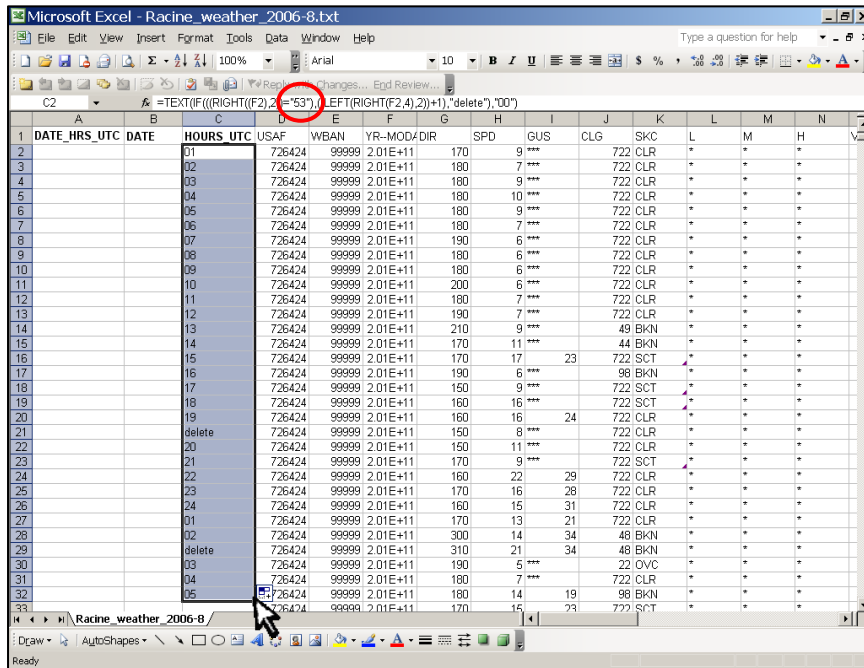 Microsoft Excel - Racine_weather_2006-8.txt
File Edit View Insert Format Tools Data Window Help Type a question for help
100% Arial 10 B I U $ % ,
Reply with Changes... End Review...
C2 fx =TEXT(IF(((RIGHT((F2),2))="53"),((LEFT(RIGHT(F2,4),2))+1),"delete"),"00")
A B C D E F G H I J K L M N
1 DATE_HRS_UTC DATE HOURS_UTC USAF WBAN YR--MODA DIR SPD GUS CLG SKC L M H
2 01 726424 99999 2.01E+11 170 9 *** 722 CLR * * *
3 02 726424 99999 2.01E+11 180 7 *** 722 CLR * * *
4 03 726424 99999 2.01E+11 180 9 *** 722 CLR * * *
5 04 726424 99999 2.01E+11 180 10 *** 722 CLR * * *
6 05 726424 99999 2.01E+11 180 9 *** 722 CLR * * *
7 06 726424 99999 2.01E+11 180 7 *** 722 CLR * * *
8 07 726424 99999 2.01E+11 190 6 *** 722 CLR * * *
9 08 726424 99999 2.01E+11 180 6 *** 722 CLR * * *
10 09 726424 99999 2.01E+11 180 6 *** 722 CLR * * *
11 10 726424 99999 2.01E+11 200 6 *** 722 CLR * * *
12 11 726424 99999 2.01E+11 180 7 *** 722 CLR * * *
13 12 726424 99999 2.01E+11 190 7 *** 722 CLR * * *
14 13 726424 99999 2.01E+11 210 9 *** 49 BKN * * *
15 14 726424 99999 2.01E+11 170 11 *** 44 BKN * * *
16 15 726424 99999 2.01E+11 170 17 23 722 SCT * * *
17 16 726424 99999 2.01E+11 190 6 *** 98 BKN * * *
18 17 726424 99999 2.01E+11 150 9 *** 722 SCT * * *
19 18 726424 99999 2.01E+11 160 16 *** 722 SCT * * *
20 19 726424 99999 2.01E+11 160 16 24 722 CLR * * *
21 delete 726424 99999 2.01E+11 150 8 *** 722 CLR * * *
22 20 726424 99999 2.01E+11 150 11 *** 722 CLR * * *
23 21 726424 99999 2.01E+11 170 9 *** 722 SCT * * *
24 22 726424 99999 2.01E+11 160 22 29 722 CLR * * *
25 23 726424 99999 2.01E+11 170 16 28 722 CLR * * *
26 24 726424 99999 2.01E+11 160 15 31 722 CLR * * *
27 01 726424 99999 2.01E+11 170 13 21 722 CLR * * *
28 02 726424 99999 2.01E+11 300 14 34 48 BKN * * *
29 delete 726424 99999 2.01E+11 310 21 34 48 BKN * * *
30 03 726424 99999 2.01E+11 190 5 *** 22 OVC * * *
31 04 726424 99999 2.01E+11 180 7 *** 722 CLR * * *
32 05 726424 99999 2.01E+11 180 14 19 98 BKN * * *
33 726424 99999 2.01E+11 170 15 23 722 SCT * * *
Racine_weather_2006-8
Draw AutoShapes
Ready